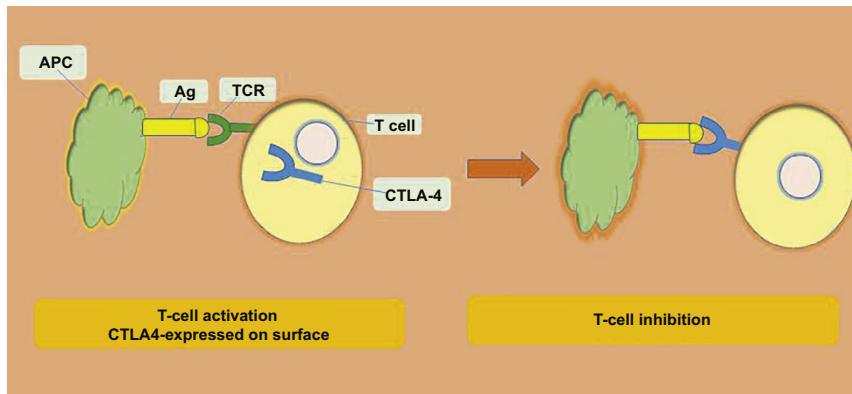 APC
Ag
TCR
T cell
CTLA-4
T-cell activation
CTLA4-expressed on surface
T-cell inhibition